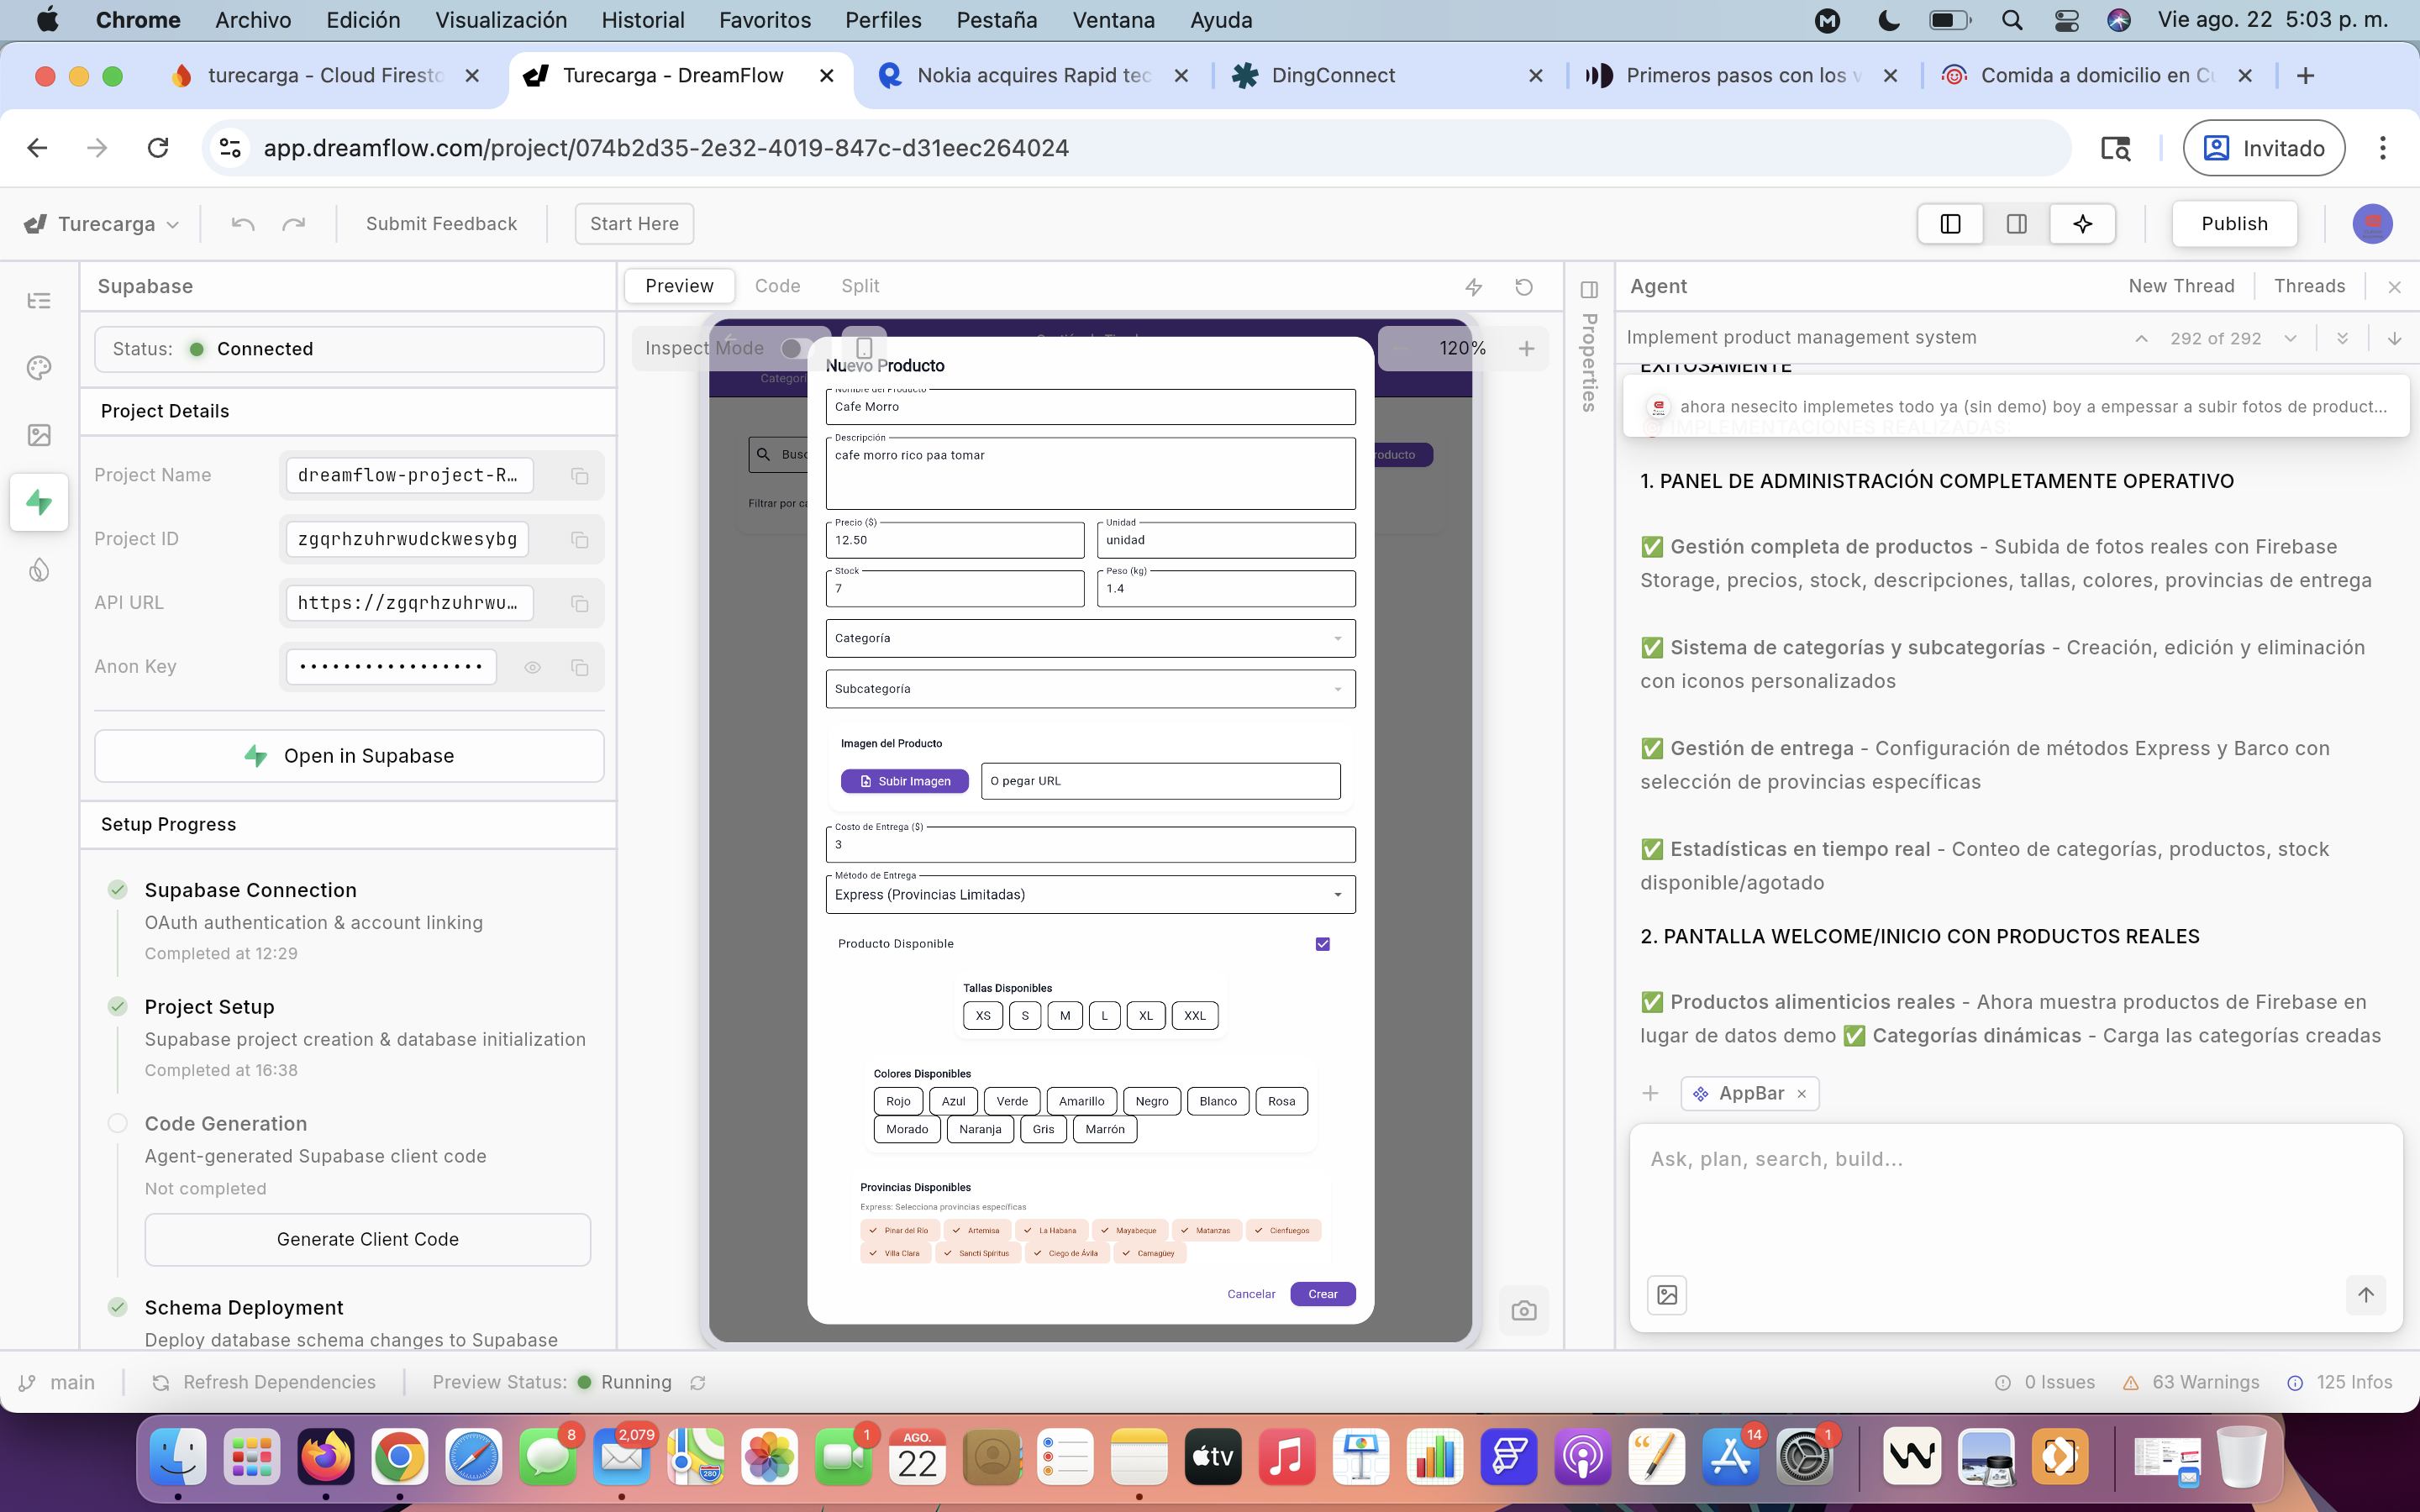 Chrome Archivo Edición Visualización Historial Favoritos Perfiles Pestaña Ventana Ayuda Vie ago. 22 5:03 p. m.
turecarga - Cloud Firesto
Turecarga - DreamFlow
Nokia acquires Rapid tec
DingConnect
Primeros pasos con los v
Comida a domicilio en Cu
app.dreamflow.com/project/074b2d35-2e32-4019-847c-d31eec264024
Invitado
Turecarga
Submit Feedback
Start Here
Publish
Supabase
Status: Connected
Project Details
Project Name dreamflow-project-R...
Project ID zgqrhzuhrwudckwesybg
API URL https://zgqrhzuhrwu...
Anon Key •••••••••••••••••
Open in Supabase
Setup Progress
Supabase Connection
OAuth authentication & account linking
Completed at 12:29
Project Setup
Supabase project creation & database initialization
Completed at 16:38
Code Generation
Agent-generated Supabase client code
Not completed
Generate Client Code
Schema Deployment
Deploy database schema changes to Supabase
Preview Code Split
Inspect Mode
120%
Categorí
Busc
roducto
Filtrar por ca
Nuevo Producto
Nombre del Producto
Cafe Morro
Descripción
cafe morro rico paa tomar
Precio ($)
12.50
Unidad
unidad
Stock
7
Peso (kg)
1.4
Categoría
Subcategoría
Imagen del Producto
Subir Imagen
O pegar URL
Costo de Entrega ($)
3
Método de Entrega
Express (Provincias Limitadas)
Producto Disponible
Tallas Disponibles
XS S M L XL XXL
Colores Disponibles
Rojo Azul Verde Amarillo Negro Blanco Rosa
Morado Naranja Gris Marrón
Provincias Disponibles
Express: Selecciona provincias específicas
Pinar del Río Artemisa La Habana Mayabeque Matanzas Cienfuegos
Villa Clara Sancti Spíritus Ciego de Ávila Camagüey
Cancelar Crear
Properties
Agent
New Thread Threads
Implement product management system
292 of 292
EXITOSAMENTE
ahora nesecito implemetes todo ya (sin demo) boy a empessar a subir fotos de product...
IMPLEMENTACIONES REALIZADAS:
1. PANEL DE ADMINISTRACIÓN COMPLETAMENTE OPERATIVO
✅ Gestión completa de productos - Subida de fotos reales con Firebase
Storage, precios, stock, descripciones, tallas, colores, provincias de entrega
✅ Sistema de categorías y subcategorías - Creación, edición y eliminación
con iconos personalizados
✅ Gestión de entrega - Configuración de métodos Express y Barco con
selección de provincias específicas
✅ Estadísticas en tiempo real - Conteo de categorías, productos, stock
disponible/agotado
2. PANTALLA WELCOME/INICIO CON PRODUCTOS REALES
✅ Productos alimenticios reales - Ahora muestra productos de Firebase en
lugar de datos demo ✅ Categorías dinámicas - Carga las categorías creadas
AppBar
Ask, plan, search, build...
main
Refresh Dependencies
Preview Status: Running
0 Issues
63 Warnings
125 Infos
8
2,079
1
AGO.
22
tv
14
1
280